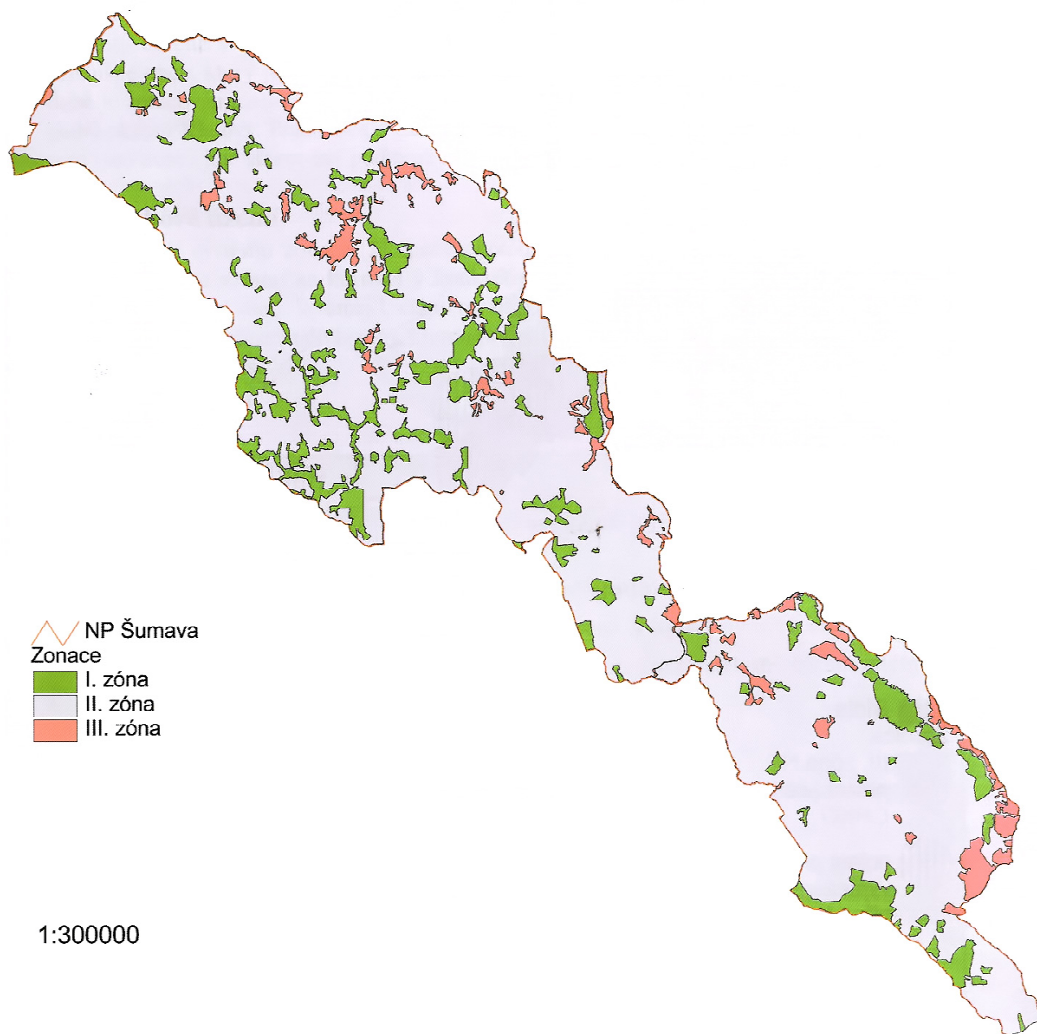 NP Šumava
Zonace
I. zóna
II. zóna
III. zóna
1:300000